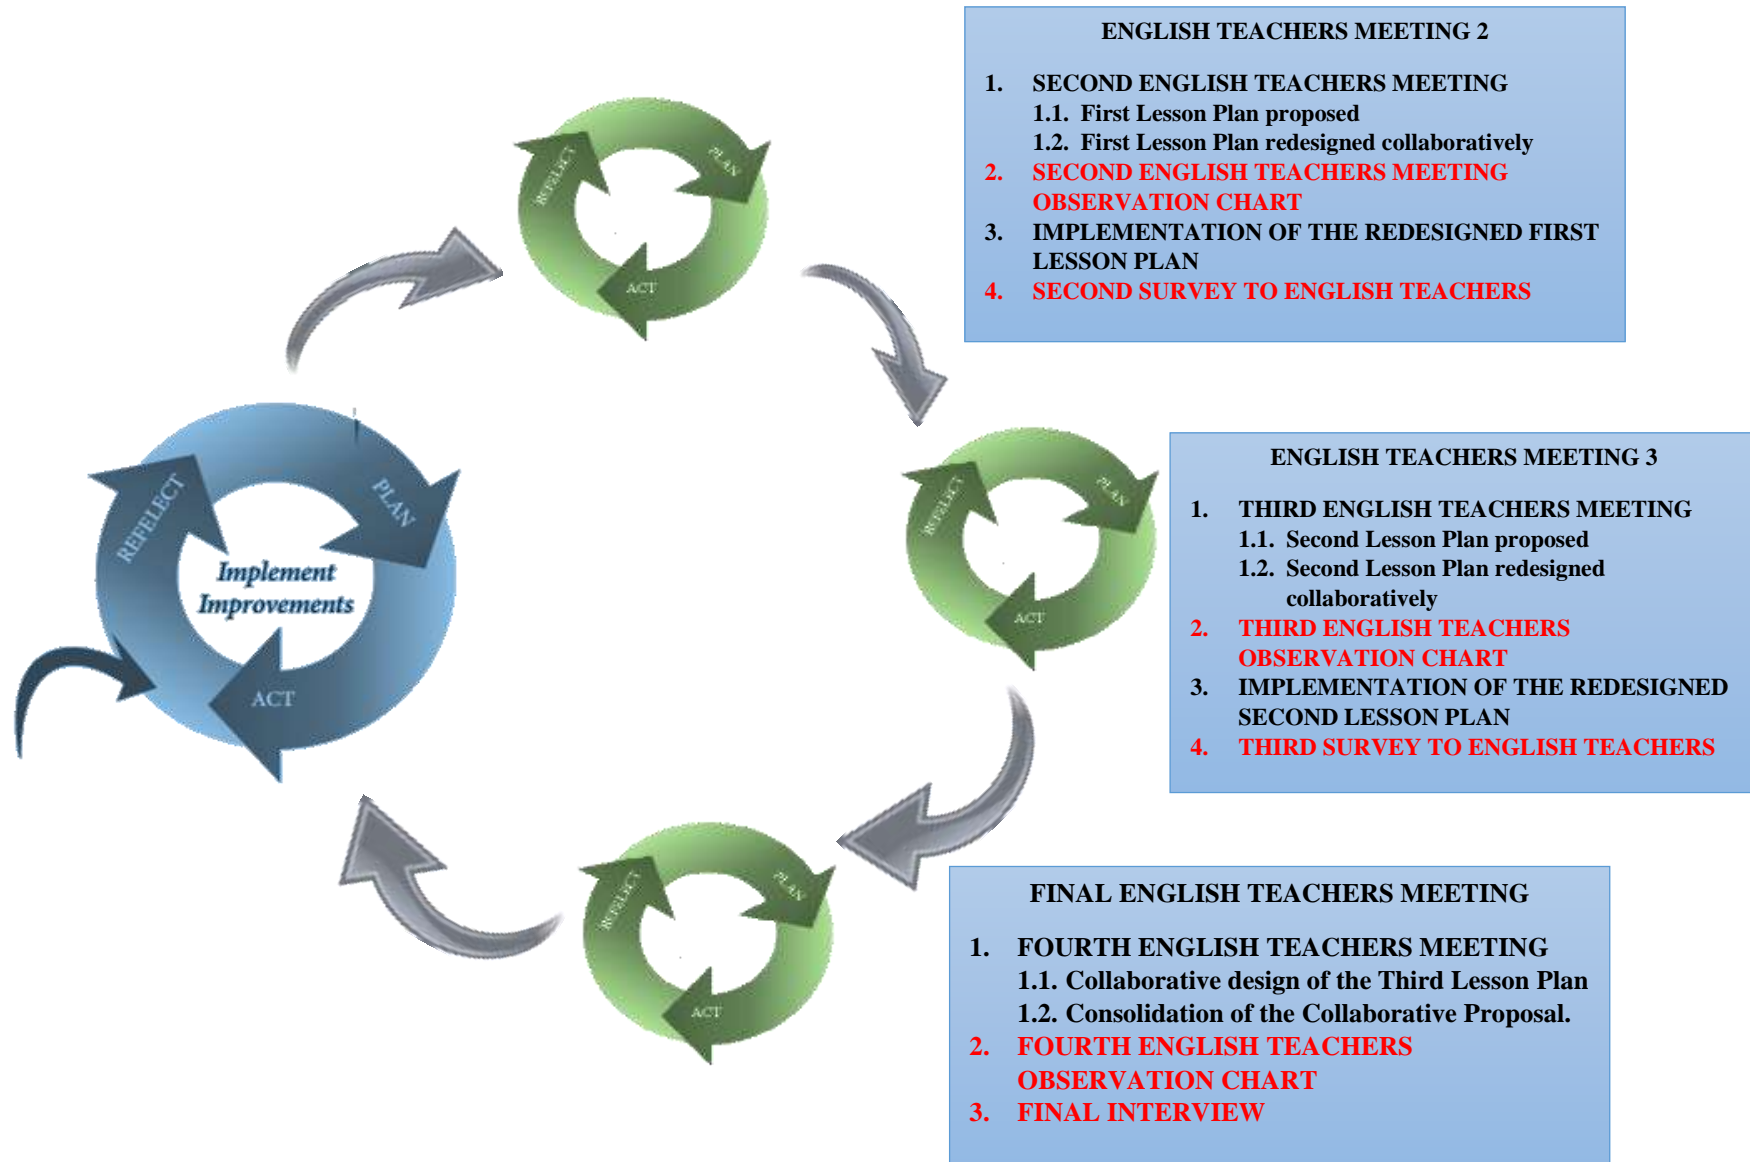 ENGLISH TEACHERS MEETING 2
1. SECOND ENGLISH TEACHERS MEETING
1.1. First Lesson Plan proposed
1.2. First Lesson Plan redesigned collaboratively
2. SECOND ENGLISH TEACHERS MEETING
OBSERVATION CHART
3. IMPLEMENTATION OF THE REDESIGNED FIRST
LESSON PLAN
4. SECOND SURVEY TO ENGLISH TEACHERS
REFELECT
PLAN
ACT
REFELECT
PLAN
Implement
Improvements
ACT
REFELECT
PLAN
ACT
ENGLISH TEACHERS MEETING 3
1. THIRD ENGLISH TEACHERS MEETING
1.1. Second Lesson Plan proposed
1.2. Second Lesson Plan redesigned
collaboratively
2. THIRD ENGLISH TEACHERS
OBSERVATION CHART
3. IMPLEMENTATION OF THE REDESIGNED
SECOND LESSON PLAN
4. THIRD SURVEY TO ENGLISH TEACHERS
REFELECT
PLAN
ACT
FINAL ENGLISH TEACHERS MEETING
1. FOURTH ENGLISH TEACHERS MEETING
1.1. Collaborative design of the Third Lesson Plan
1.2. Consolidation of the Collaborative Proposal.
2. FOURTH ENGLISH TEACHERS
OBSERVATION CHART
3. FINAL INTERVIEW